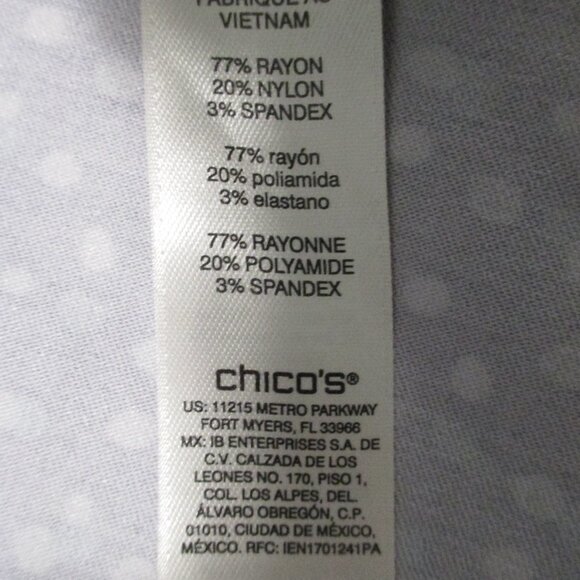 FABRIQUÉ AU
VIETNAM
77% RAYON
20% NYLON
3% SPANDEX
77% rayón
20% poliamida
3% elastano
77% RAYONNE
20% POLYAMIDE
3% SPANDEX
chico's®
US: 11215 METRO PARKWAY
FORT MYERS, FL 33966
MX: IB ENTERPRISES S.A. DE
C.V. CALZADA DE LOS
LEONES NO. 170, PISO 1,
COL. LOS ALPES, DEL.
ÁLVARO OBREGÓN, C.P.
01010, CIUDAD DE MÉXICO,
MÉXICO. RFC: IEN1701241PA